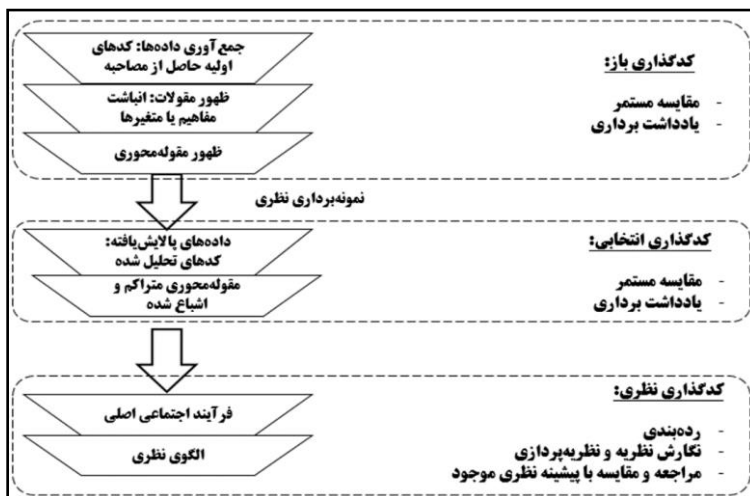 جمع‌آوری داده‌ها: کدهای
اولیه حاصل از مصاحبه
ظهور مقولات: انباشت
مفاهیم یا متغیرها
ظهور مقوله‌محوری
کدگذاری باز:
- مقایسه مستمر
- یادداشت برداری
نمونه‌برداری نظری
داده‌های پالایش‌یافته:
کدهای تحلیل شده
مقوله‌محوری متراکم و
اشباع شده
کدگذاری انتخابی:
- مقایسه مستمر
- یادداشت برداری
فرآیند اجتماعی اصلی
الگوی نظری
کدگذاری نظری:
- رده‌بندی
- نگارش نظریه و نظریه‌پردازی
- مراجعه و مقایسه با پیشینه نظری موجود